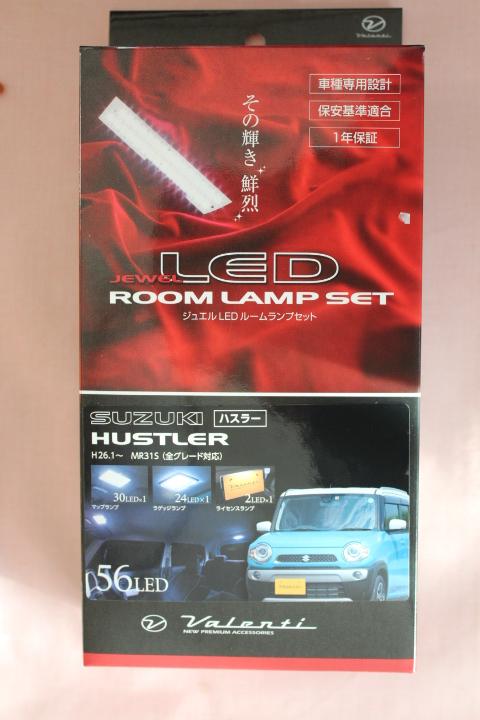 Valenti
車種専用設計
保安基準適合
1年保証
その輝き 鮮烈
JEWEL LED
ROOM LAMP SET
ジュエルLEDルームランプセット
SUZUKI ハスラー
HUSTLER
H26.1〜 MR31S (全グレード対応)
30LED×1 24LED×1 2LED×1
マップランプ ラゲッジランプ ライセンスランプ
56LED
Valenti
NEW PREMIUM ACCESSORIES